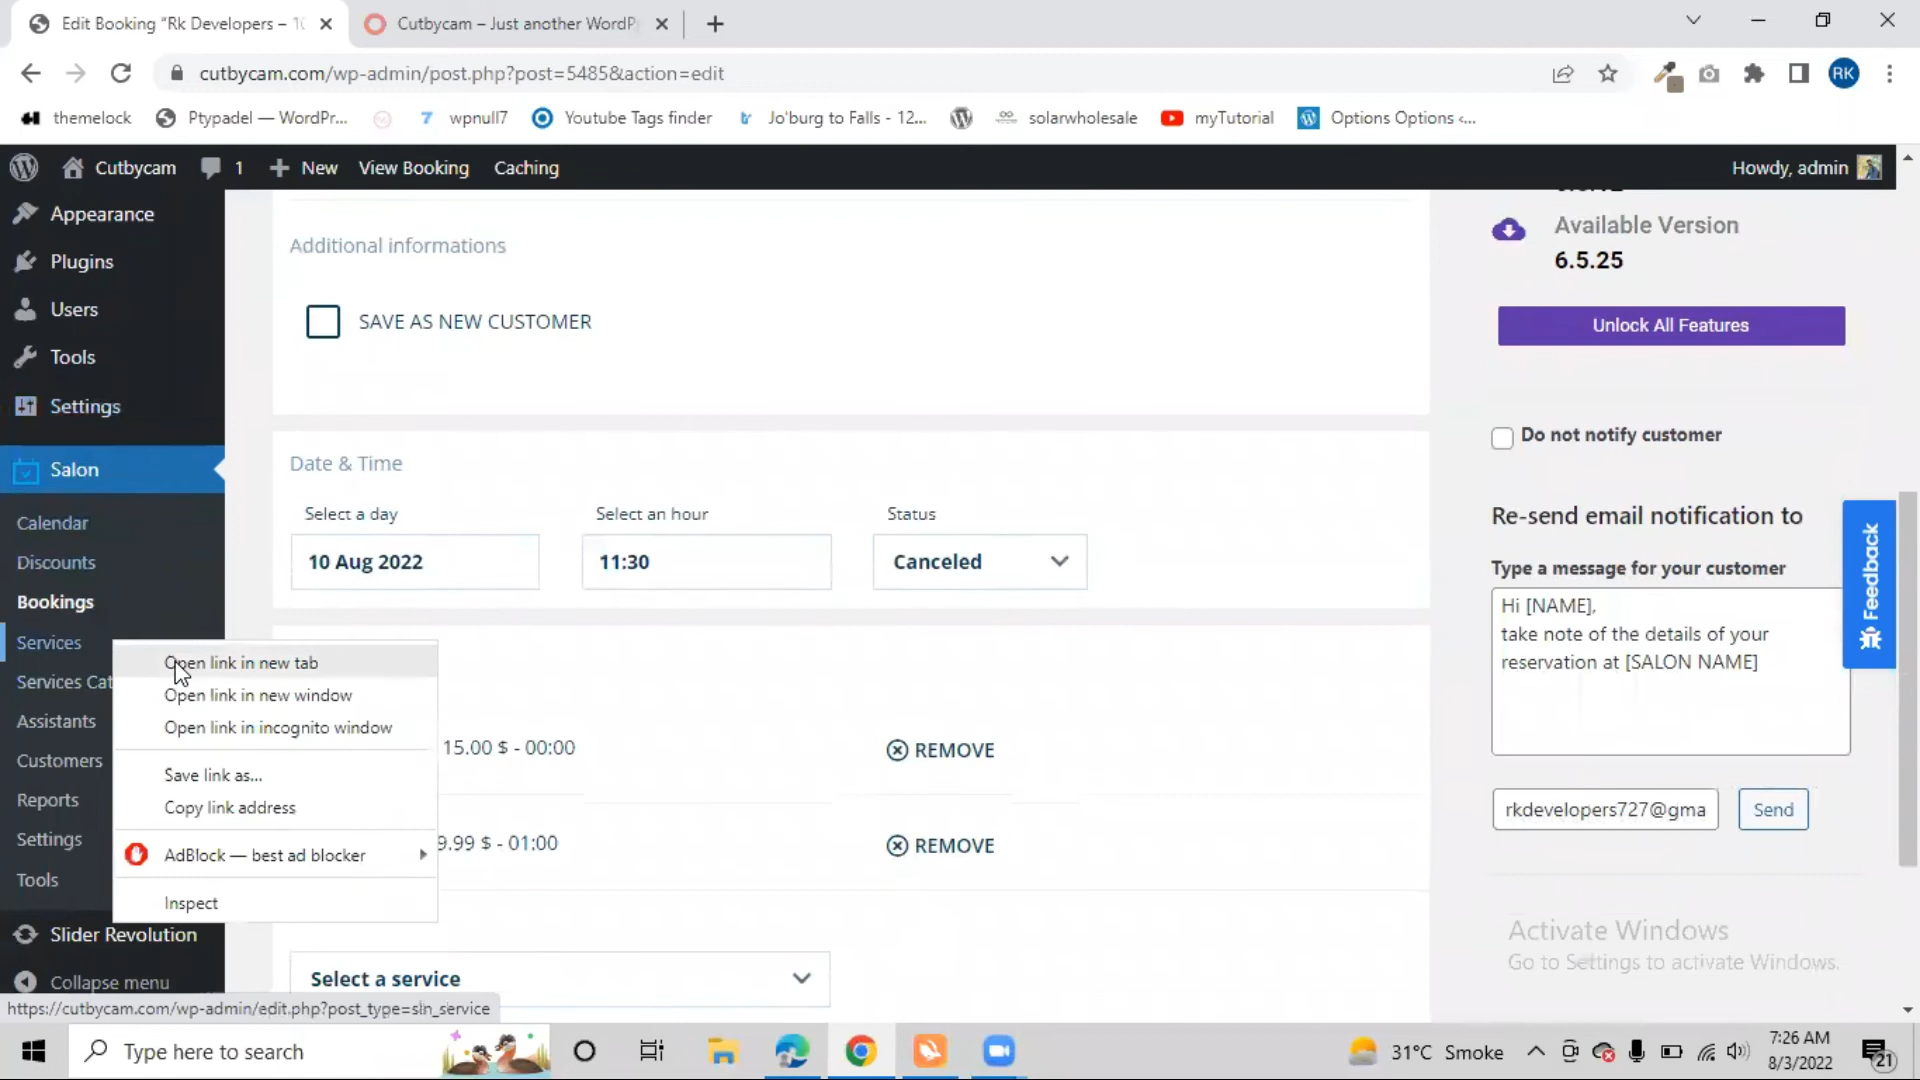 Edit Booking "Rk Developers – 1
Cutbycam – Just another WordP
cutbycam.com/wp-admin/post.php?post=5485&action=edit
RK
themelock
Ptypadel — WordPr...
wpnull7
Youtube Tags finder
Jo'burg to Falls - 12...
solarwholesale
myTutorial
Options Options ‹...
Cutbycam
1
New
View Booking
Caching
Howdy, admin
Appearance
Plugins
Users
Tools
Settings
Salon
Calendar
Discounts
Bookings
Services
Services Cat
Assistants
Customers
Reports
Settings
Tools
Slider Revolution
Collapse menu
Open link in new tab
Open link in new window
Open link in incognito window
Save link as...
Copy link address
AdBlock — best ad blocker
Inspect
Additional informations
SAVE AS NEW CUSTOMER
Date & Time
Select a day
Select an hour
Status
10 Aug 2022
11:30
Canceled
15.00 $ - 00:00
REMOVE
9.99 $ - 01:00
REMOVE
Select a service
Available Version
6.5.25
Unlock All Features
Do not notify customer
Re-send email notification to
Type a message for your customer
Hi [NAME],
take note of the details of your
reservation at [SALON NAME]
Feedback
rkdevelopers727@gma
Send
Activate Windows
Go to Settings to activate Windows.
https://cutbycam.com/wp-admin/edit.php?post_type=sln_service
Type here to search
31°C Smoke
7:26 AM
8/3/2022
21